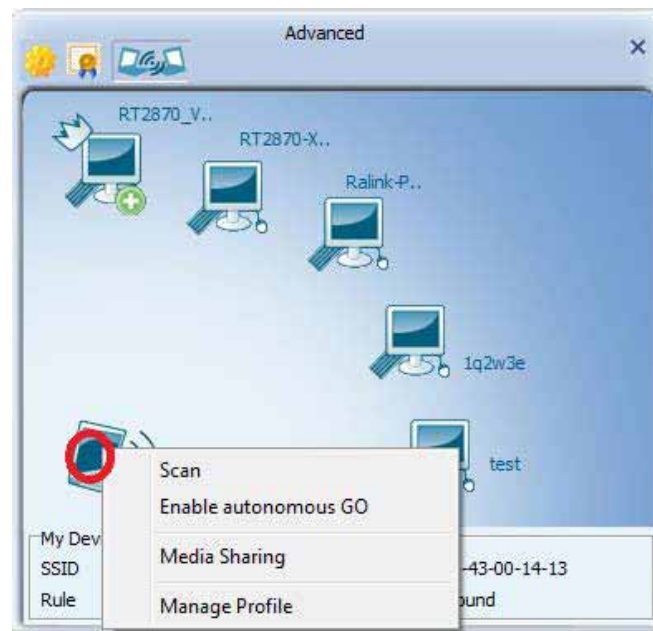 Advanced
RT2870_V..
RT2870-X..
Ralink-P..
1q2w3e
test
Scan
Enable autonomous GO
Media Sharing
Manage Profile
My Dev
SSID
-43-00-14-13
Rule
ound